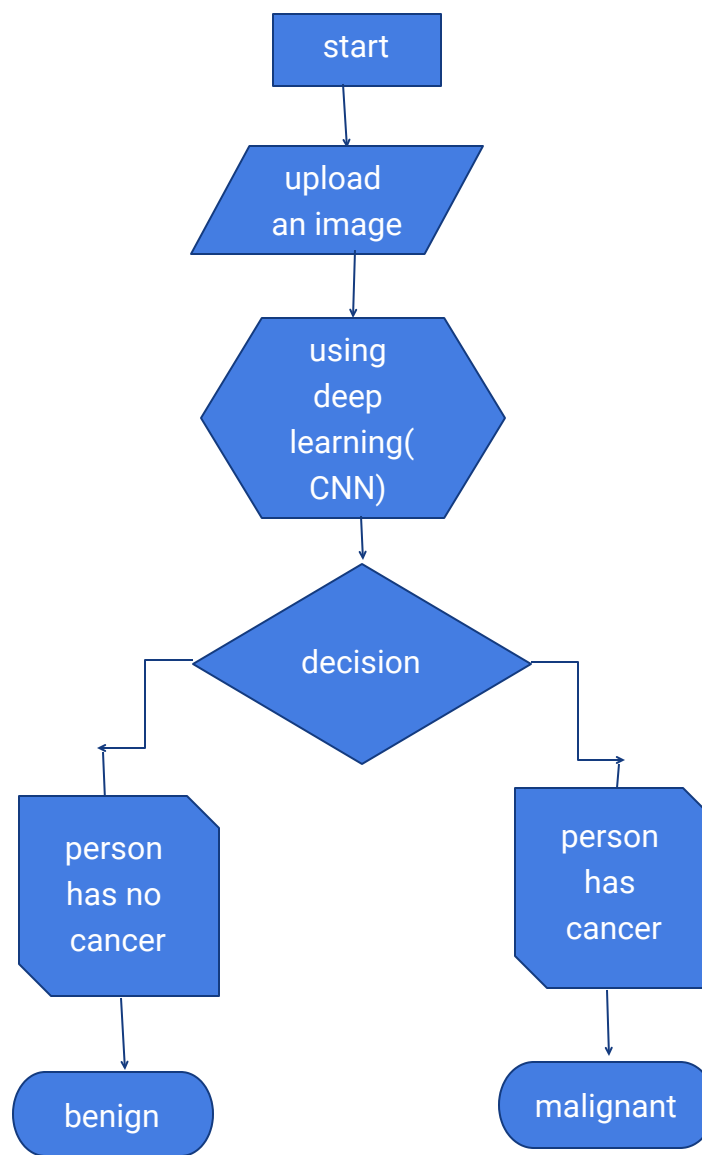 start
upload
an image
using
deep
learning(
CNN)
decision
person
has no
cancer
benign
person
has
cancer
malignant